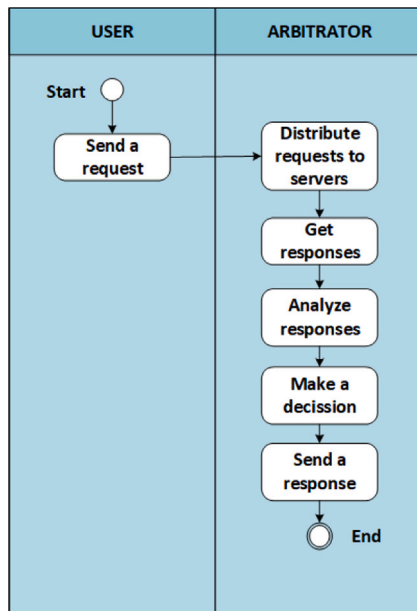 USER
ARBITRATOR
Start
Send a
request
Distribute
requests to
servers
Get
responses
Analyze
responses
Make a
decission
Send a
response
End